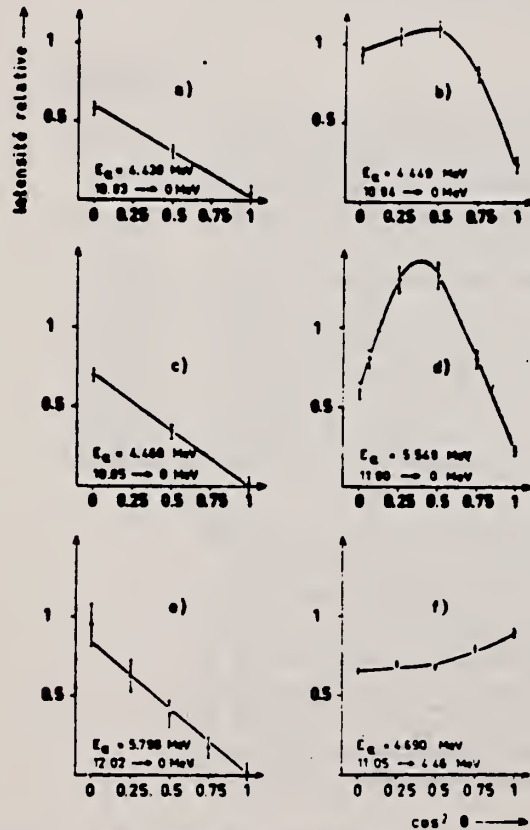 Intensité relative
1
0.5
a)
Eα = 4.430 MeV
10.83 → 0 MeV
0 0.25 0.5 0.75 1
1
0.5
b)
Eα = 4.449 MeV
10.84 → 0 MeV
0 0.25 0.5 0.75 1
1
0.5
c)
Eα = 4.460 MeV
10.85 → 0 MeV
0 0.25 0.5 0.75 1
1
0.5
d)
Eα = 5.549 MeV
→ 0 MeV
0 0.25 0.5 0.75 1
1
0.5
e)
Eα = 5.798 MeV
12.02 → 0 MeV
0 0.25 0.5 0.75 1
1
0.5
f)
Eα = 4.690 MeV
11.05 → 4.46 MeV
0 0.25 0.5 0.75 1
cos² θ